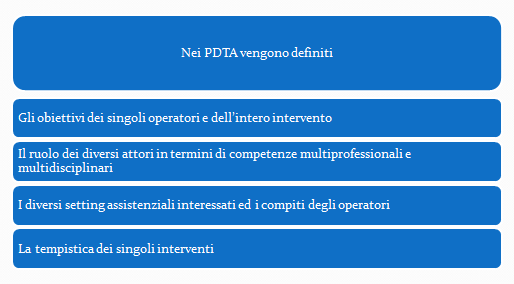 Nei PDTA vengono definiti
Gli obiettivi dei singoli operatori e dell'intero intervento
Il ruolo dei diversi attori in termini di competenze multiprofessionali e
multidisciplinari
I diversi setting assistenziali interessati ed i compiti degli operatori
La tempistica dei singoli interventi